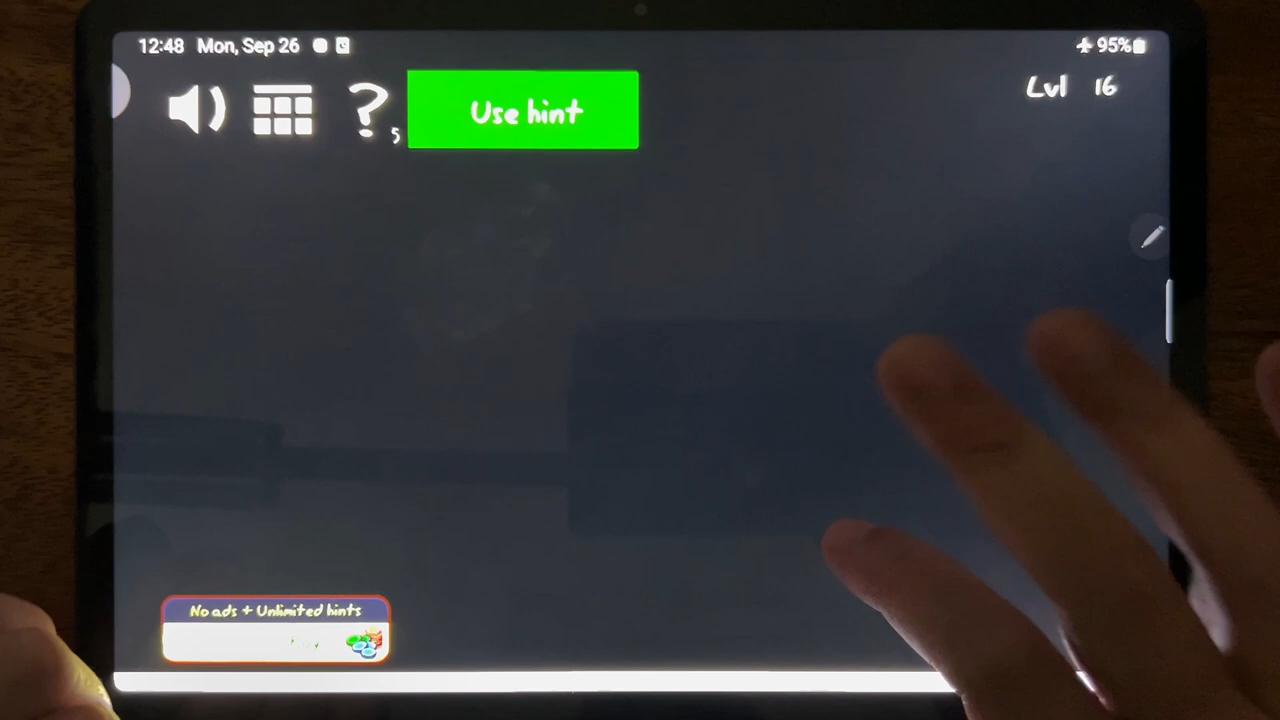 12:48 Mon, Sep 26
95%
? 5
Use hint
Lvl 16
No ads + Unlimited hints